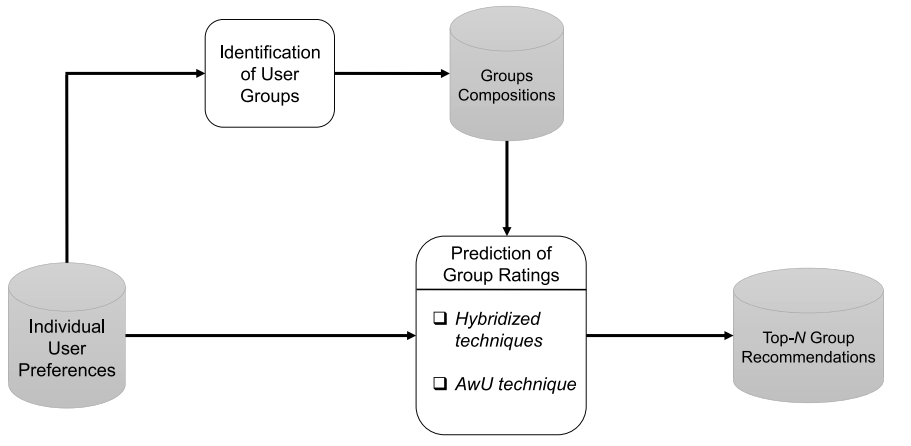 Identification
of User
Groups
Groups
Compositions
Individual
User
Preferences
Prediction of
Group Ratings
❑ Hybridized
techniques
❑ AwU technique
Top-N Group
Recommendations